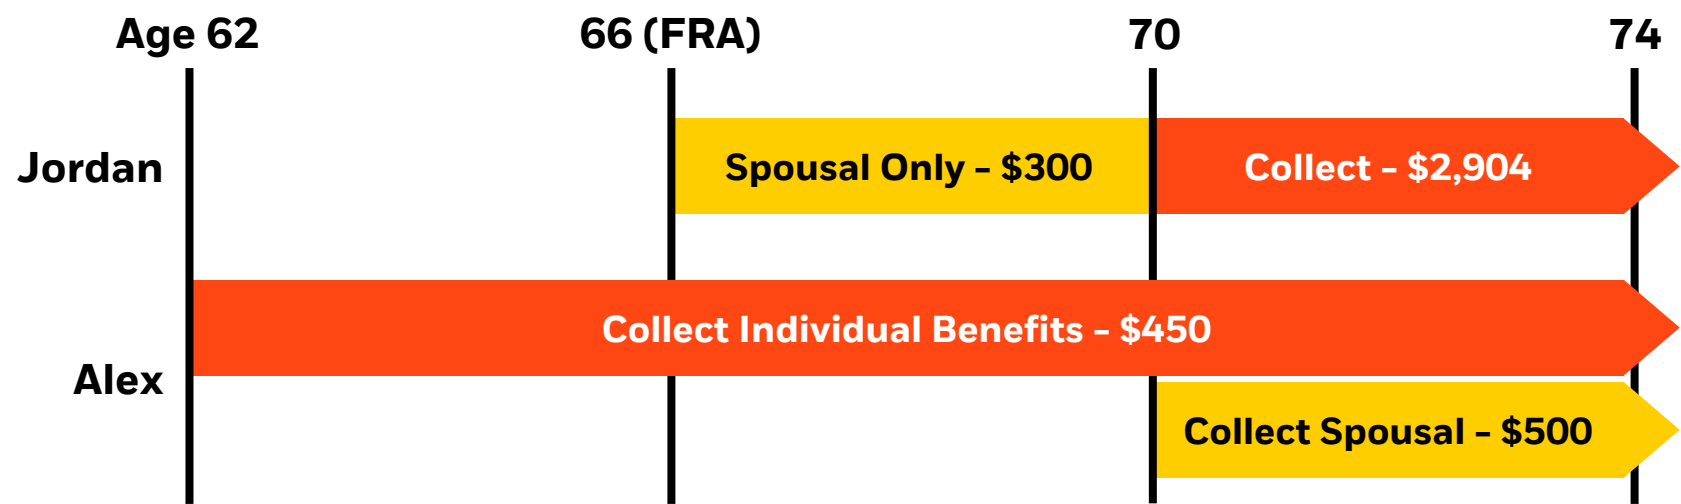 Age 62
66 (FRA)
70
74
Jordan
Spousal Only – $300
Collect – $2,904
Collect Individual Benefits – $450
Alex
Collect Spousal – $500